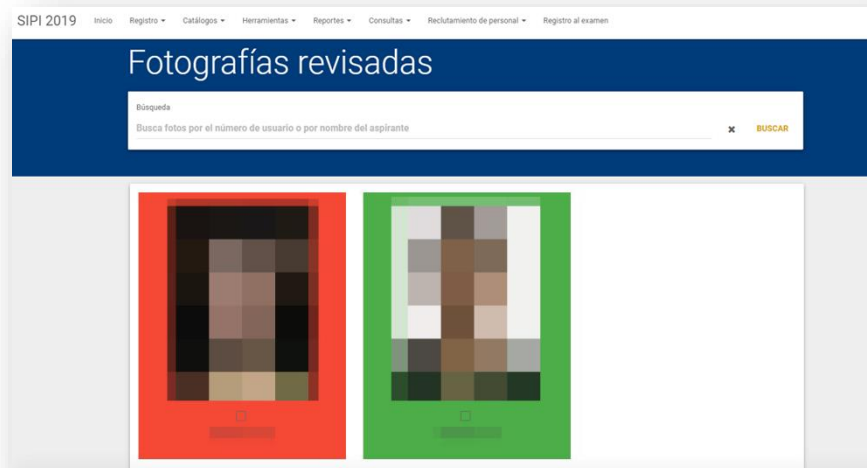 SIPI 2019 Inicio Registro Catálogos Herramientas Reportes Consultas Reclutamiento de personal Registro al examen
Fotografías revisadas
Búsqueda
Busca fotos por el número de usuario o por nombre del aspirante
BUSCAR